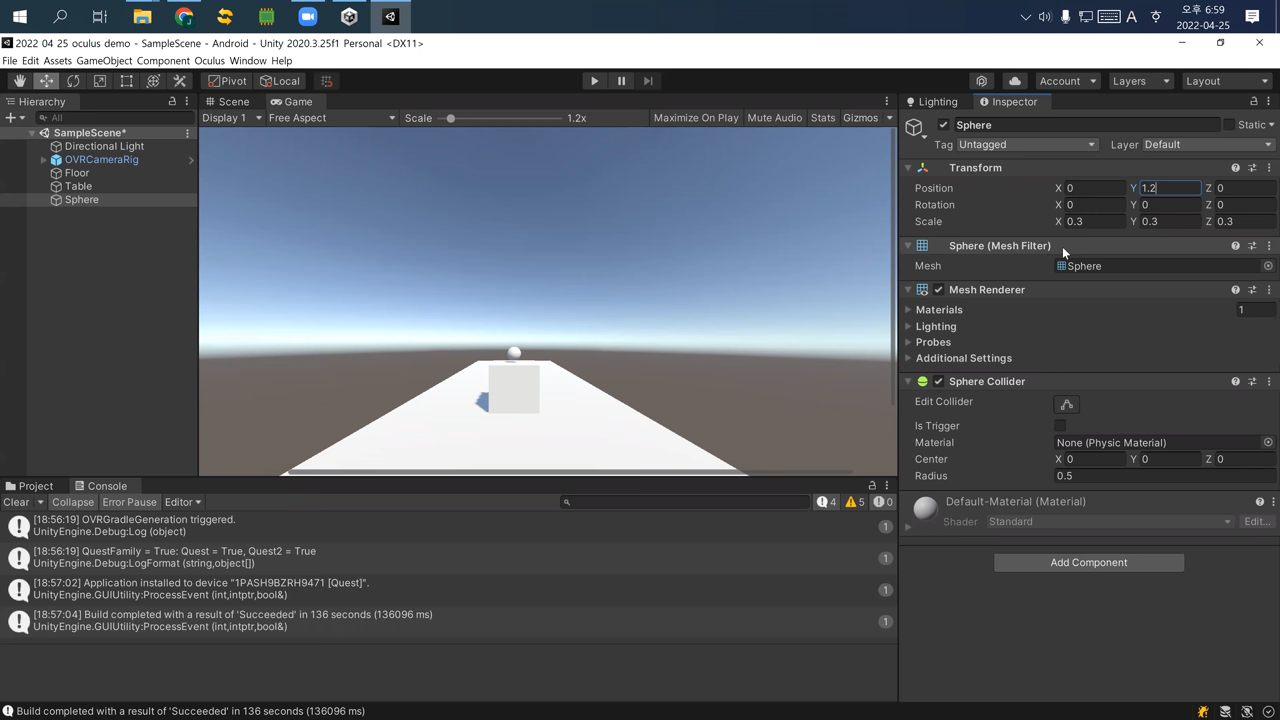 A
오후 6:59
2022-04-25
2022 04 25 oculus demo - SampleScene - Android - Unity 2020.3.25f1 Personal <DX11>
File Edit Assets GameObject Component Oculus Window Help
Pivot Local Account Layers Layout
Hierarchy
All
SampleScene*
Directional Light
OVRCameraRig
Floor
Table
Sphere
Scene Game
Display 1 Free Aspect Scale 1.2x Maximize On Play Mute Audio Stats Gizmos
Lighting Inspector
Sphere Static
Tag Untagged Layer Default
Transform
Position X 0 Y 1.2 Z 0
Rotation X 0 Y 0 Z 0
Scale X 0.3 Y 0.3 Z 0.3
Sphere (Mesh Filter)
Mesh Sphere
Mesh Renderer
Materials 1
Lighting
Probes
Additional Settings
Sphere Collider
Edit Collider
Is Trigger
Material None (Physic Material)
Center X 0 Y 0 Z 0
Radius 0.5
Default-Material (Material)
Shader Standard Edit...
Add Component
Project Console
Clear Collapse Error Pause Editor 4 5 0
[18:56:19] OVRGradleGeneration triggered.
UnityEngine.Debug:Log (object)
1
[18:56:19] QuestFamily = True: Quest = True, Quest2 = True
UnityEngine.Debug:LogFormat (string,object[])
1
[18:57:02] Application installed to device "1PASH9BZRH9471 [Quest]".
UnityEngine.GUIUtility:ProcessEvent (int,intptr,bool&)
1
[18:57:04] Build completed with a result of 'Succeeded' in 136 seconds (136096 ms)
UnityEngine.GUIUtility:ProcessEvent (int,intptr,bool&)
1
Build completed with a result of 'Succeeded' in 136 seconds (136096 ms)